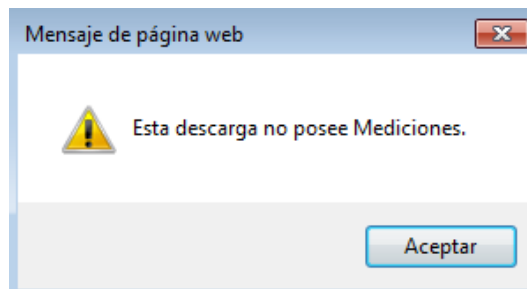 Mensaje de página web
Esta descarga no posee Mediciones.
Aceptar